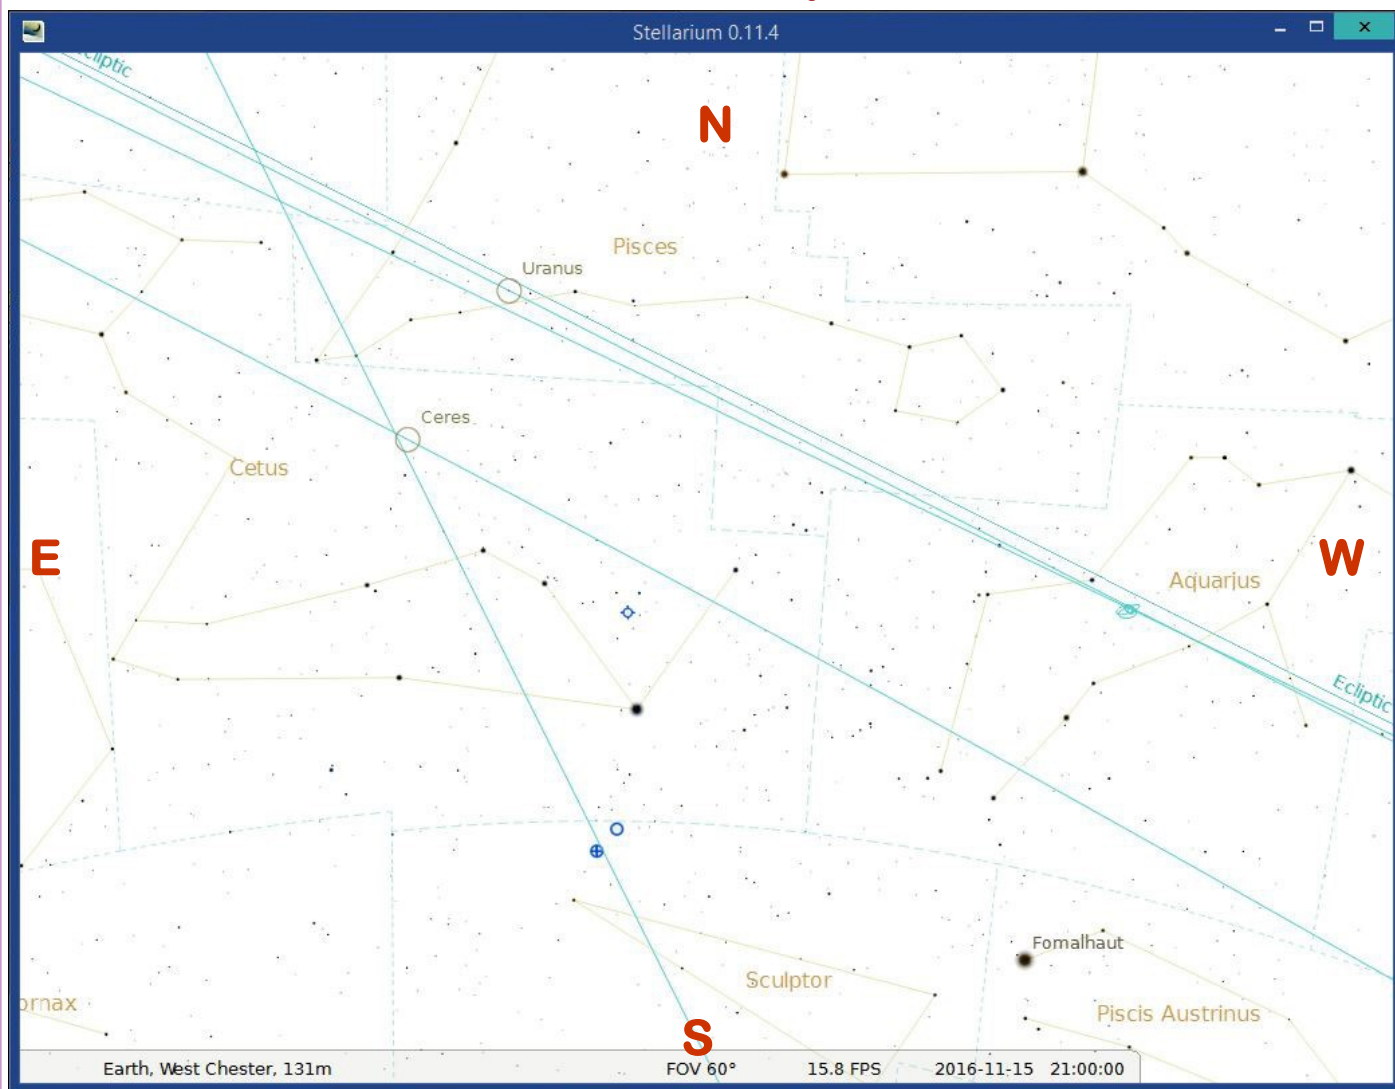 Stellarium 0.11.4
Ecliptic
N
Pisces
Uranus
Ceres
Cetus
E
W
Aquarius
Ecliptic
Fomalhaut
Sculptor
ornax
Piscis Austrinus
S
Earth, West Chester, 131m FOV 60° 15.8 FPS 2016-11-15 21:00:00